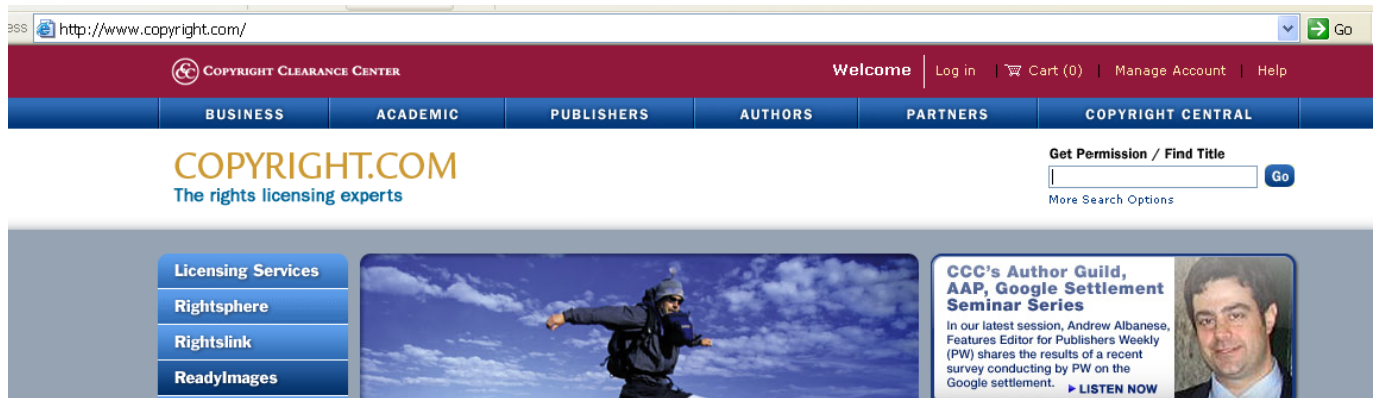 ess http://www.copyright.com/ Go
COPYRIGHT CLEARANCE CENTER Welcome Log in | Cart (0) | Manage Account | Help
BUSINESS ACADEMIC PUBLISHERS AUTHORS PARTNERS COPYRIGHT CENTRAL
COPYRIGHT.COM
The rights licensing experts
Get Permission / Find Title
Go
More Search Options
Licensing Services
Rightsphere
Rightslink
ReadyImages
CCC's Author Guild,
AAP, Google Settlement
Seminar Series
In our latest session, Andrew Albanese,
Features Editor for Publishers Weekly
(PW) shares the results of a recent
survey conducting by PW on the
Google settlement. LISTEN NOW